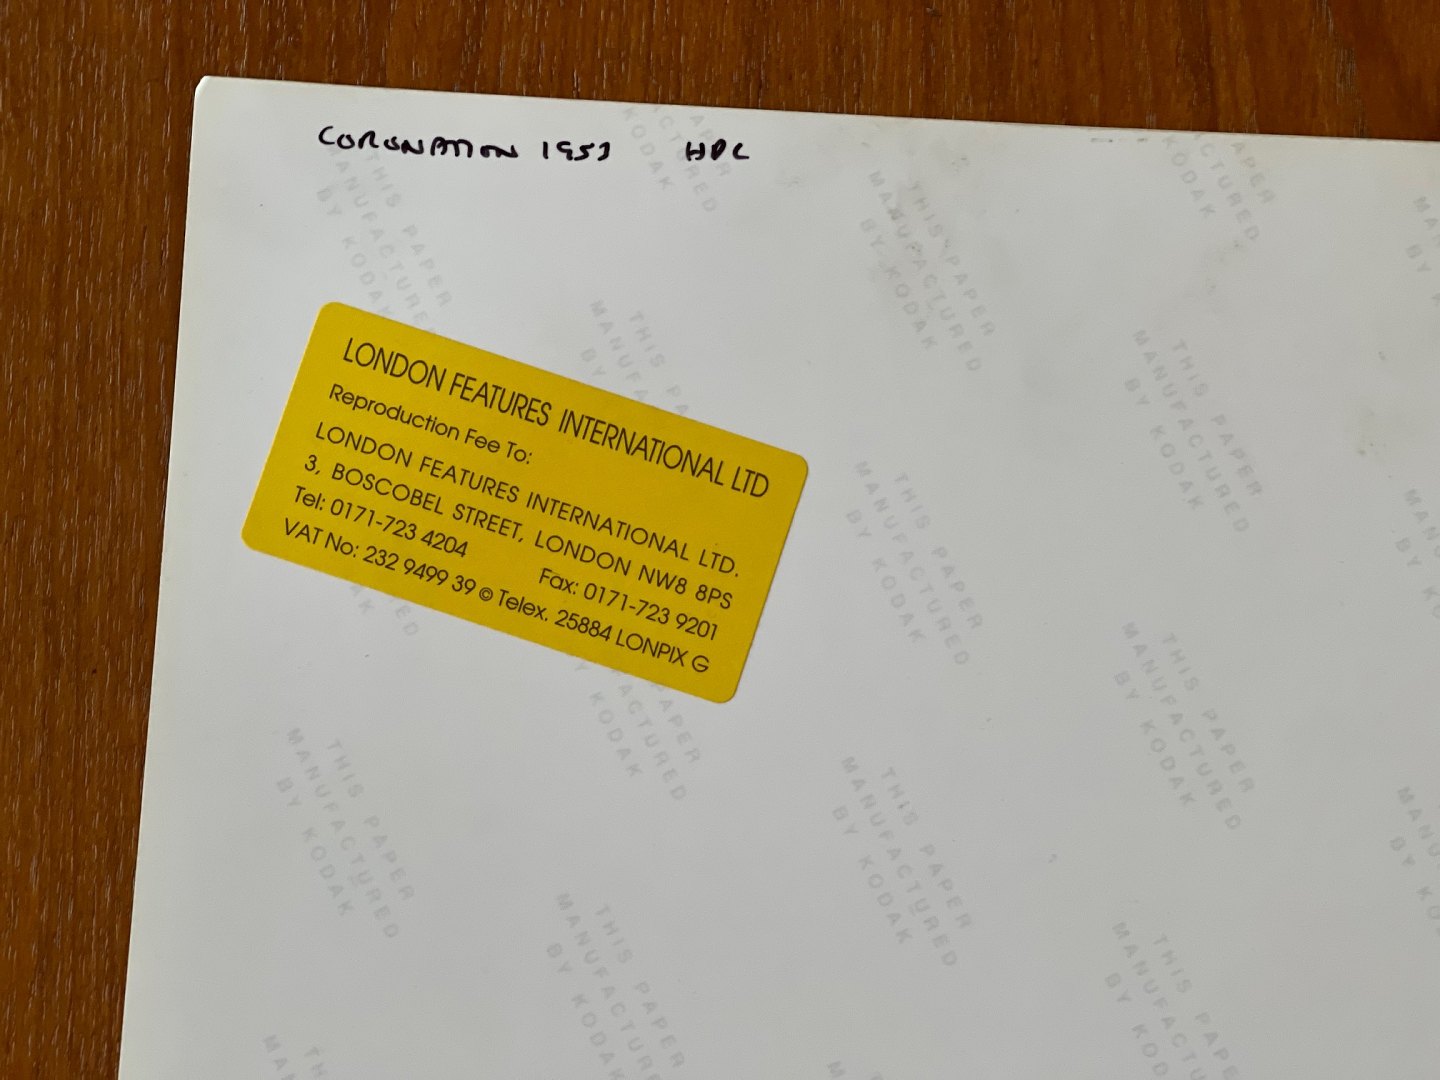 CORONATION 1953 HDC
LONDON FEATURES INTERNATIONAL LTD
Reproduction Fee To:
LONDON FEATURES INTERNATIONAL LTD.
3, BOSCOBEL STREET, LONDON NW8 8PS
Tel: 0171-723 4204 Fax: 0171-723 9201
VAT No: 232 9499 39 © Telex. 25884 LONPIX G
THIS PAPER
MANUFACTURED
BY KODAK